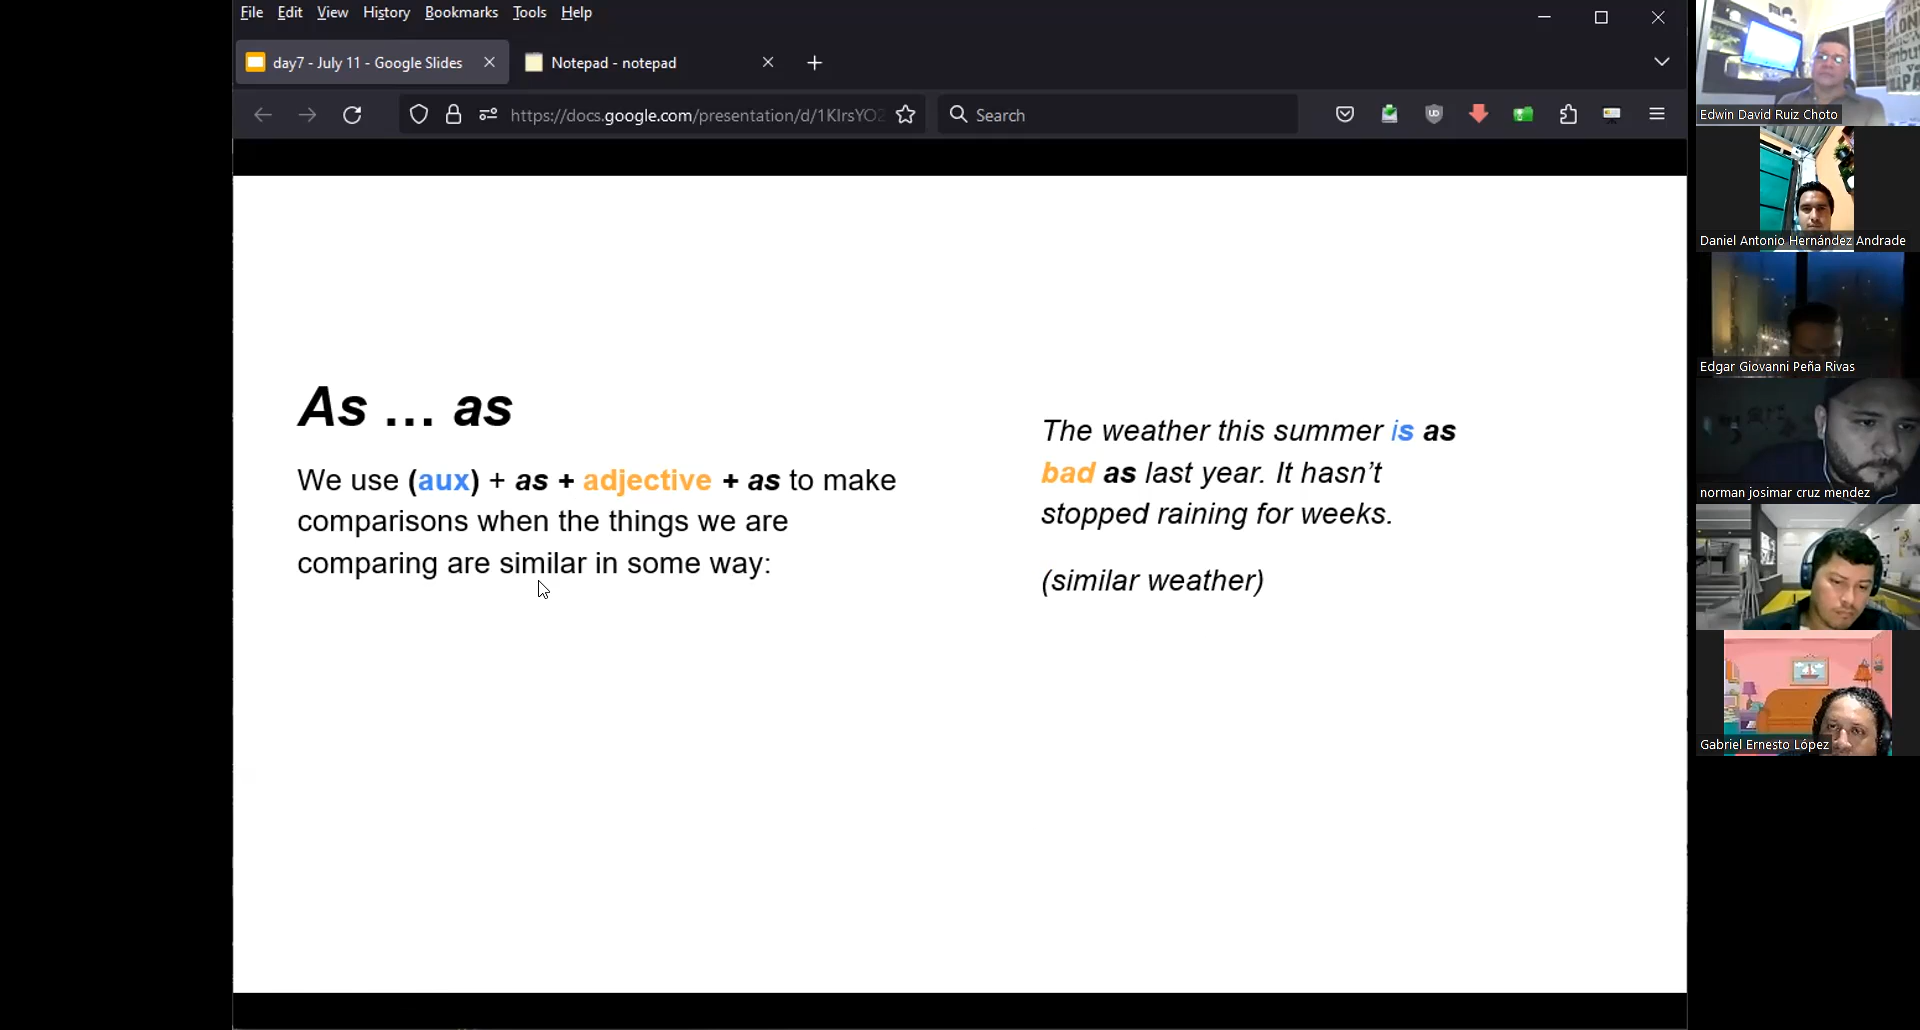 File Edit View History Bookmarks Tools Help
day7 - July 11 - Google Slides
Notepad - notepad
https://docs.google.com/presentation/d/1KIrsYO
Search
As ... as
We use (aux) + as + adjective + as to make
comparisons when the things we are
comparing are similar in some way:
The weather this summer is as
bad as last year. It hasn’t
stopped raining for weeks.
(similar weather)
Edwin David Ruiz Choto
Daniel Antonio Hernández Andrade
Edgar Giovanni Peña Rivas
norman josimar cruz mendez
Gabriel Ernesto López